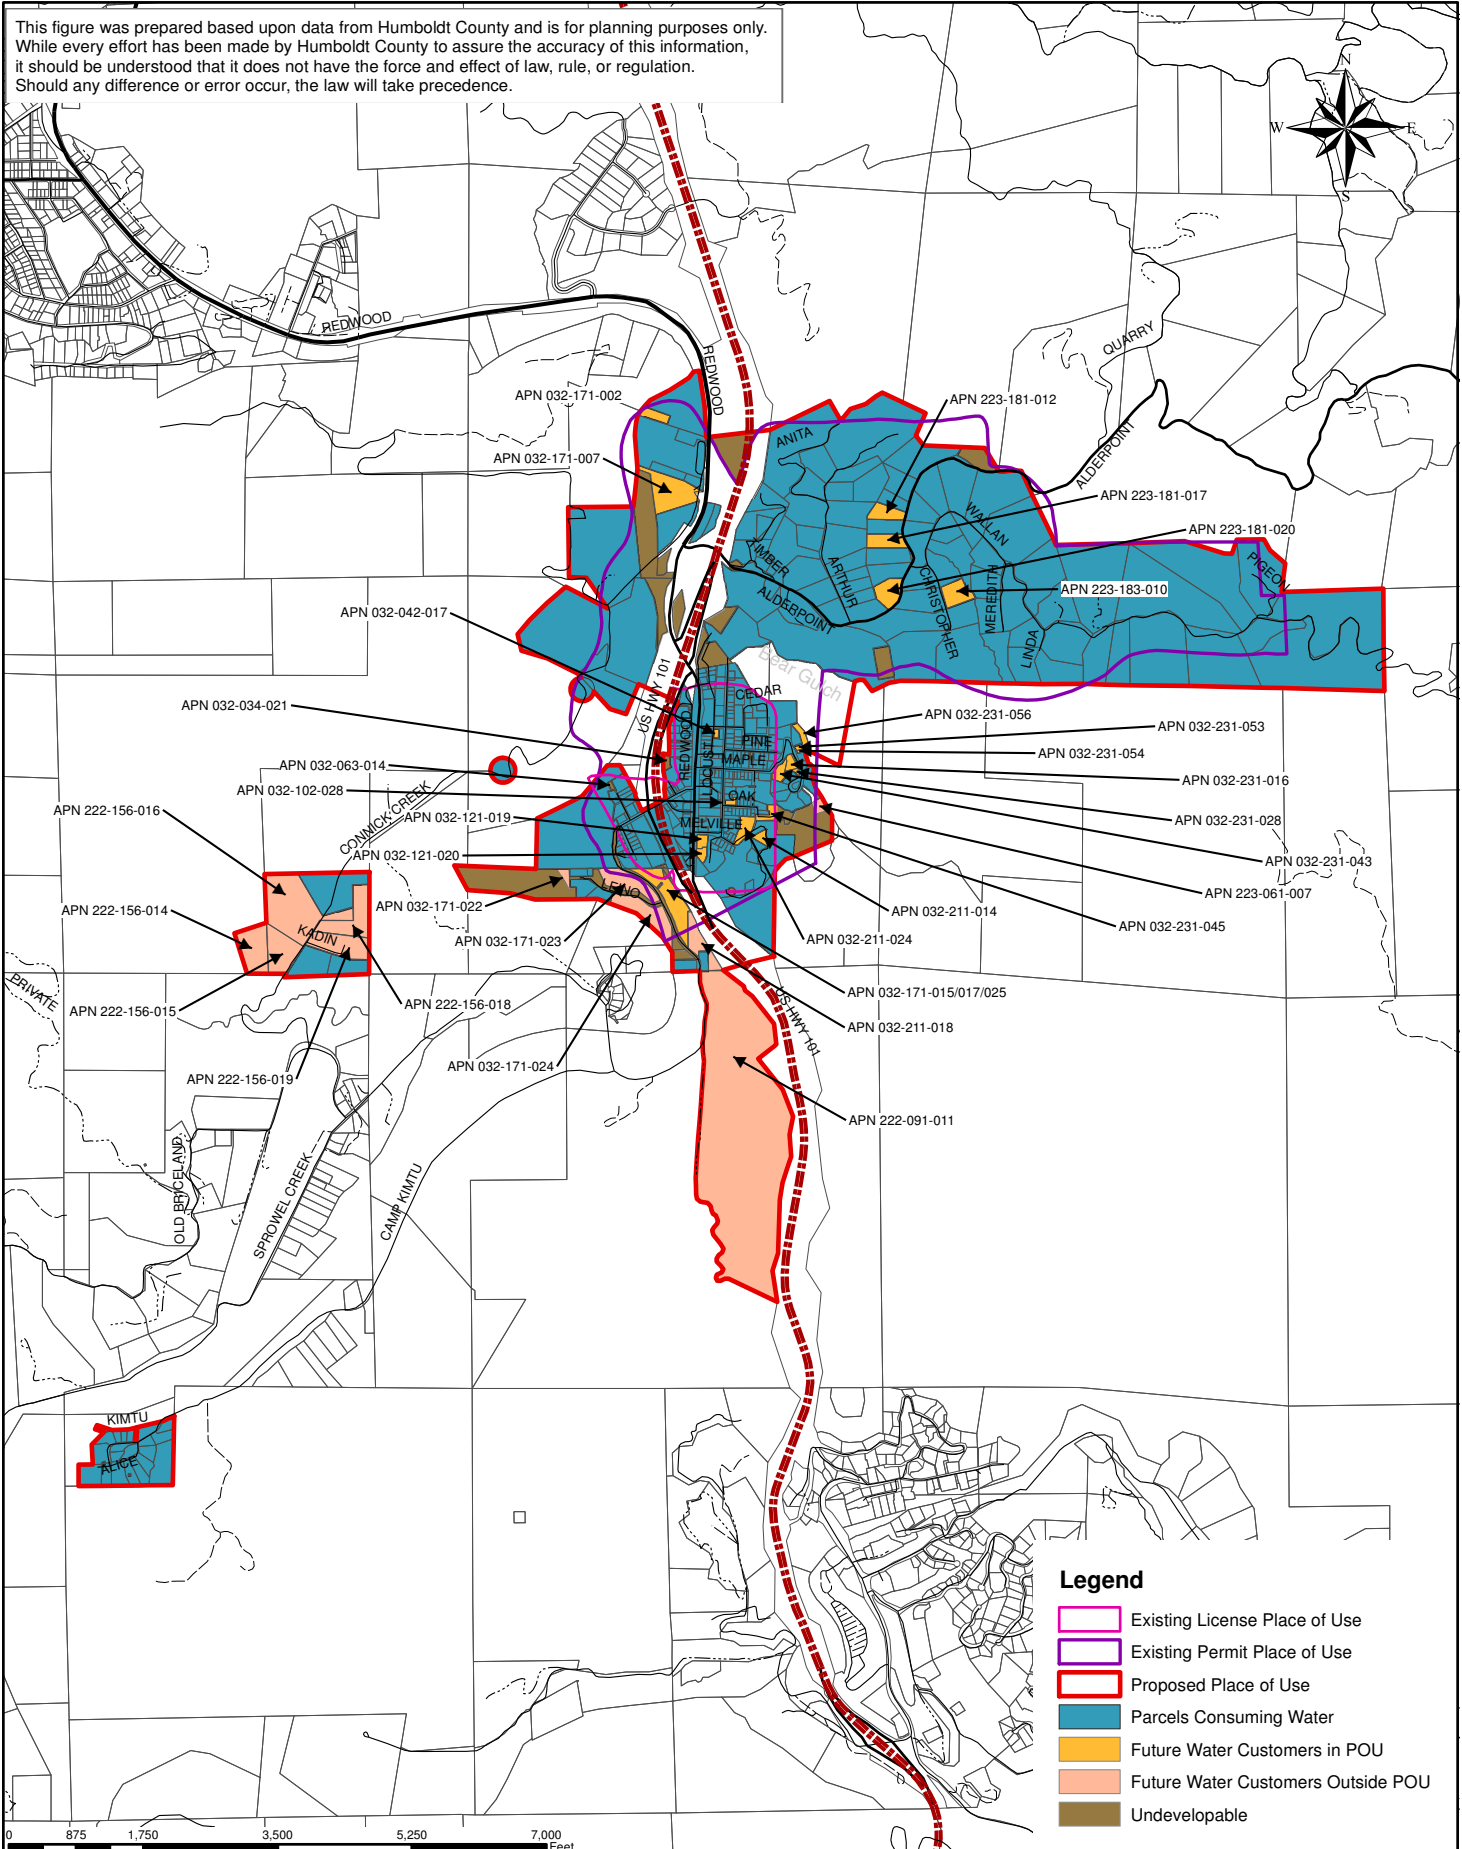 This figure was prepared based upon data from Humboldt County and is for planning purposes only.
While every effort has been made by Humboldt County to assure the accuracy of this information,
it should be understood that it does not have the force and effect of law, rule, or regulation.
Should any difference or error occur, the law will take precedence.
N
W
E
S
REDWOOD
REDWOOD
QUARRY
APN 032-171-002
APN 223-181-012
ANITA
ALDERPOINT
APN 032-171-007
APN 223-181-017
WALLAN
APN 223-181-020
TIMBER
ARTHUR
PIGEON
CHRISTOPHER
MEREDITH
APN 223-183-010
ALDERPOINT
APN 032-042-017
LINDA
Bear Gulch
US HWY 101
CEDAR
APN 032-034-021
APN 032-231-056
REDWOOD
LOCUST
PINE
APN 032-231-053
APN 032-231-054
MAPLE
APN 032-063-014
APN 032-231-016
APN 032-102-028
OAK
APN 222-156-016
CONNICK CREEK
APN 032-121-019
MELVILLE
APN 032-231-028
APN 032-121-020
APN 032-231-043
LEINO
APN 223-061-007
APN 032-171-022
APN 222-156-014
APN 032-211-014
APN 032-231-045
KADIN
APN 032-171-023
APN 032-211-024
PRIVATE
APN 222-156-015
APN 222-156-018
APN 032-171-015/017/025
US HWY 101
APN 032-211-018
APN 032-171-024
APN 222-156-019
APN 222-091-011
OLD BRICELAND
SPROWEL CREEK
CAMP KIMTU
KIMTU
ALICE
Legend
Existing License Place of Use
Existing Permit Place of Use
Proposed Place of Use
Parcels Consuming Water
Future Water Customers in POU
Future Water Customers Outside POU
Undevelopable
0 875 1,750 3,500 5,250 7,000
Feet